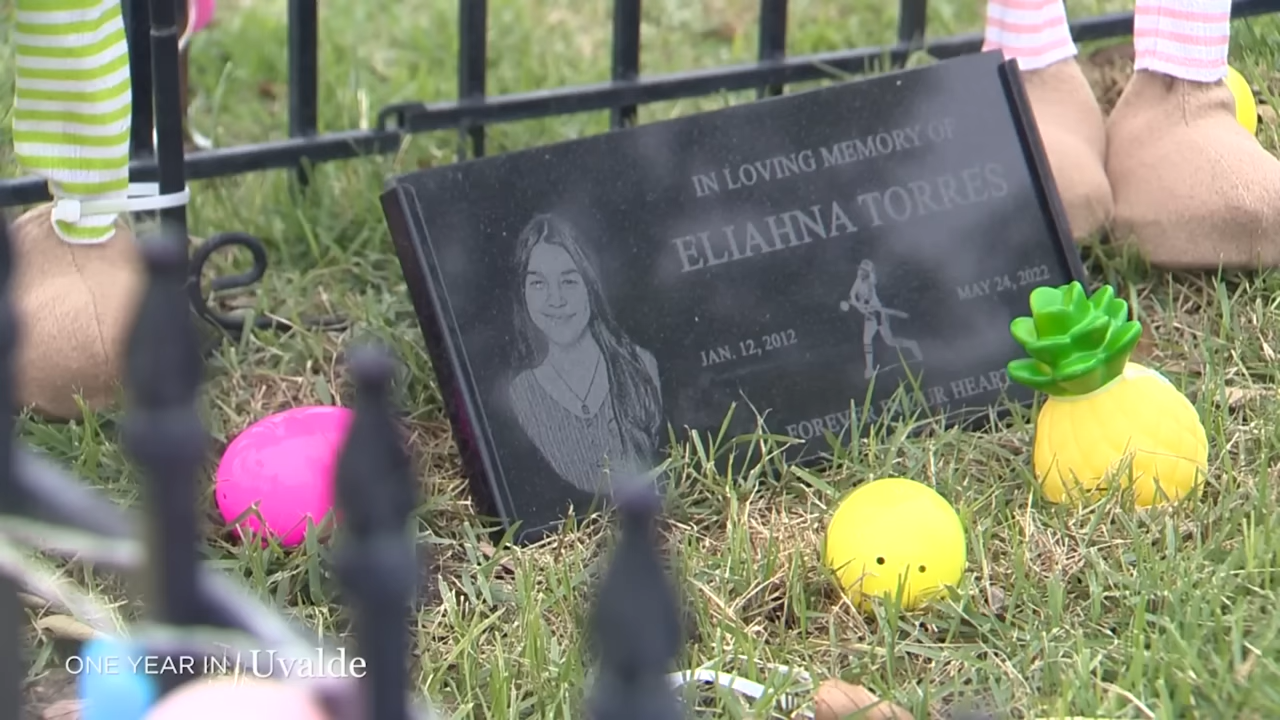 IN LOVING MEMORY OF
ELIAHNA TORRES
MAY 24, 2022
JAN. 12, 2012
FOREVER HEART
ONE YEAR IN // Uvalde